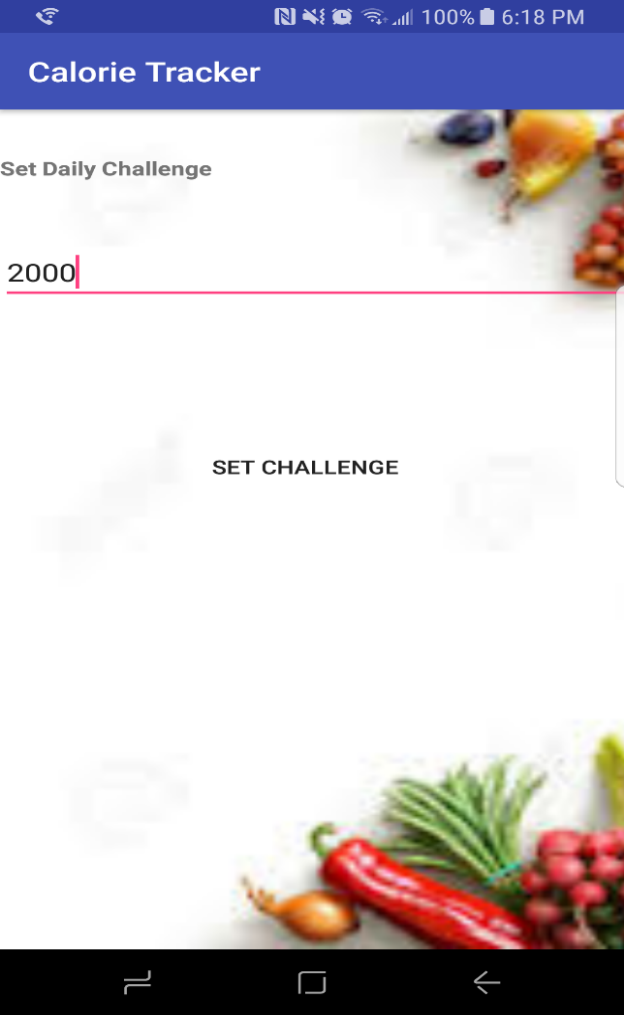 100% 6:18 PM
Calorie Tracker
Set Daily Challenge
2000
SET CHALLENGE